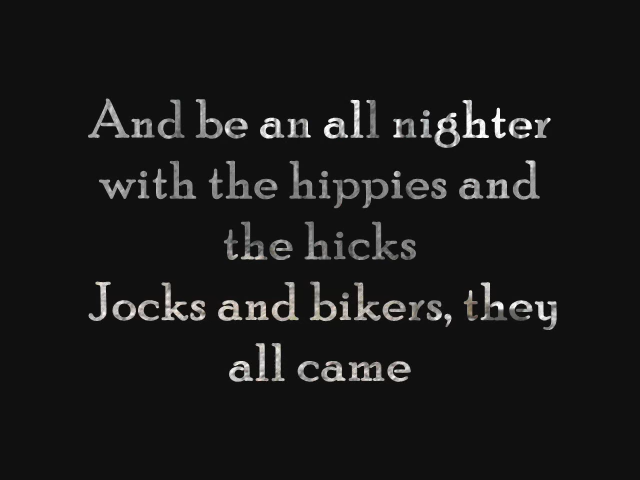 And be an all nighter
with the hippies and
the hicks
Jocks and bikers, they
all came